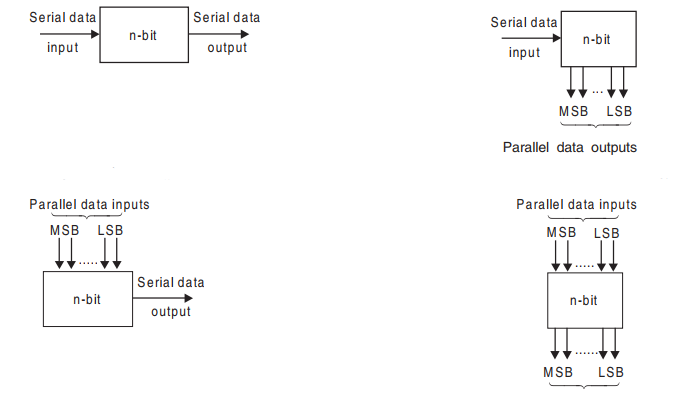 Serial data
input
n-bit
Serial data
output
Serial data
input
n-bit
...
MSB LSB
Parallel data outputs
Parallel data inputs
MSB LSB
.....
n-bit
Serial data
output
Parallel data inputs
MSB LSB
.....
n-bit
......
MSB LSB